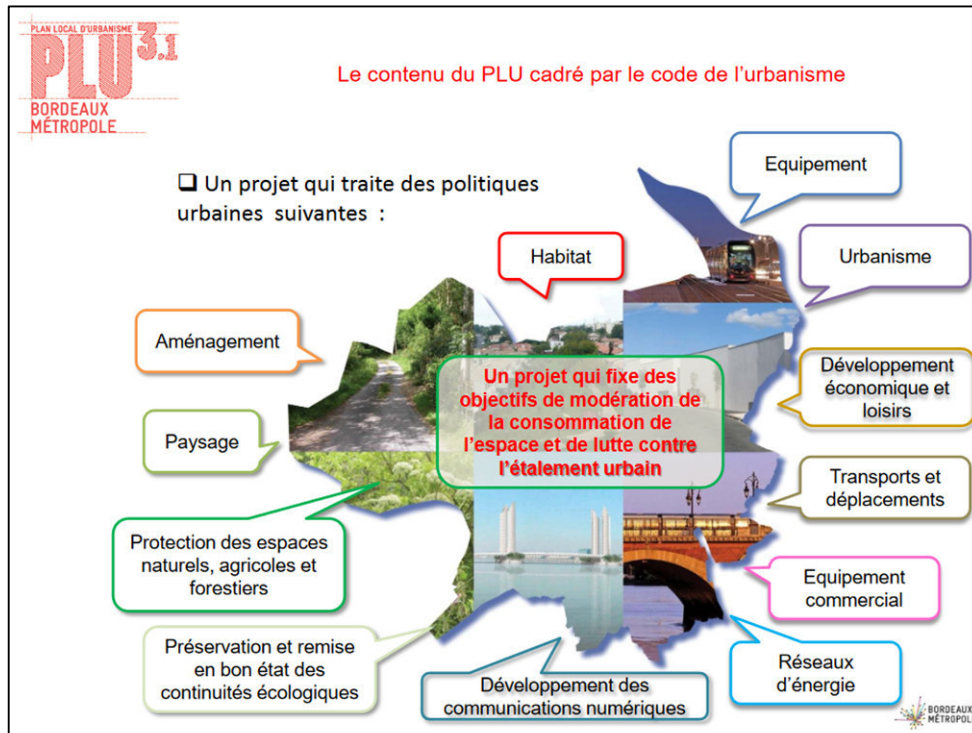 PLAN LOCAL D'URBANISME
PLU 3.1
BORDEAUX
MÉTROPOLE
Le contenu du PLU cadré par le code de l'urbanisme
Un projet qui traite des politiques
urbaines suivantes :
Equipement
Habitat
Urbanisme
Aménagement
Un projet qui fixe des
objectifs de modération de
la consommation de
l'espace et de lutte contre
l'étalement urbain
Développement
économique et
loisirs
Paysage
Transports et
déplacements
Protection des espaces
naturels, agricoles et
forestiers
Equipement
commercial
Préservation et remise
en bon état des
continuités écologiques
Développement des
communications numériques
Réseaux
d'énergie
BORDEAUX
MÉTROPOLE